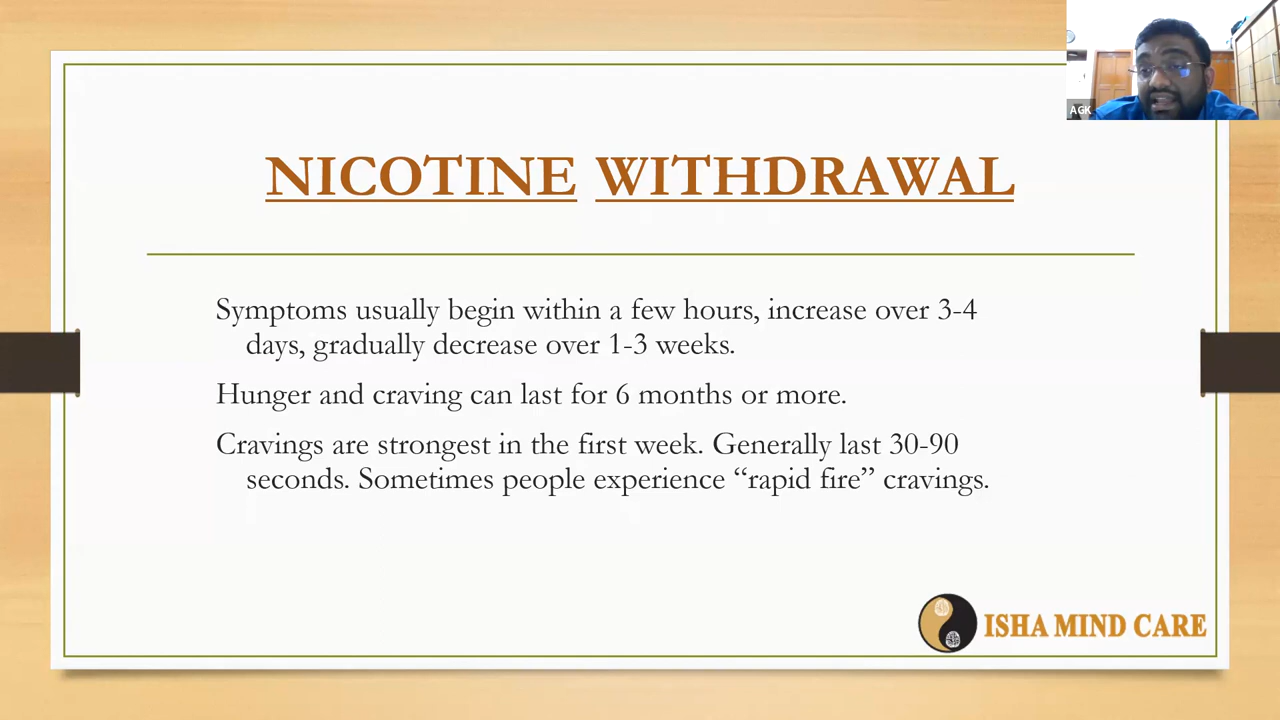 AGK
NICOTINE WITHDRAWAL
Symptoms usually begin within a few hours, increase over 3-4
days, gradually decrease over 1-3 weeks.
Hunger and craving can last for 6 months or more.
Cravings are strongest in the first week. Generally last 30-90
seconds. Sometimes people experience “rapid fire” cravings.
ISHA MIND CARE